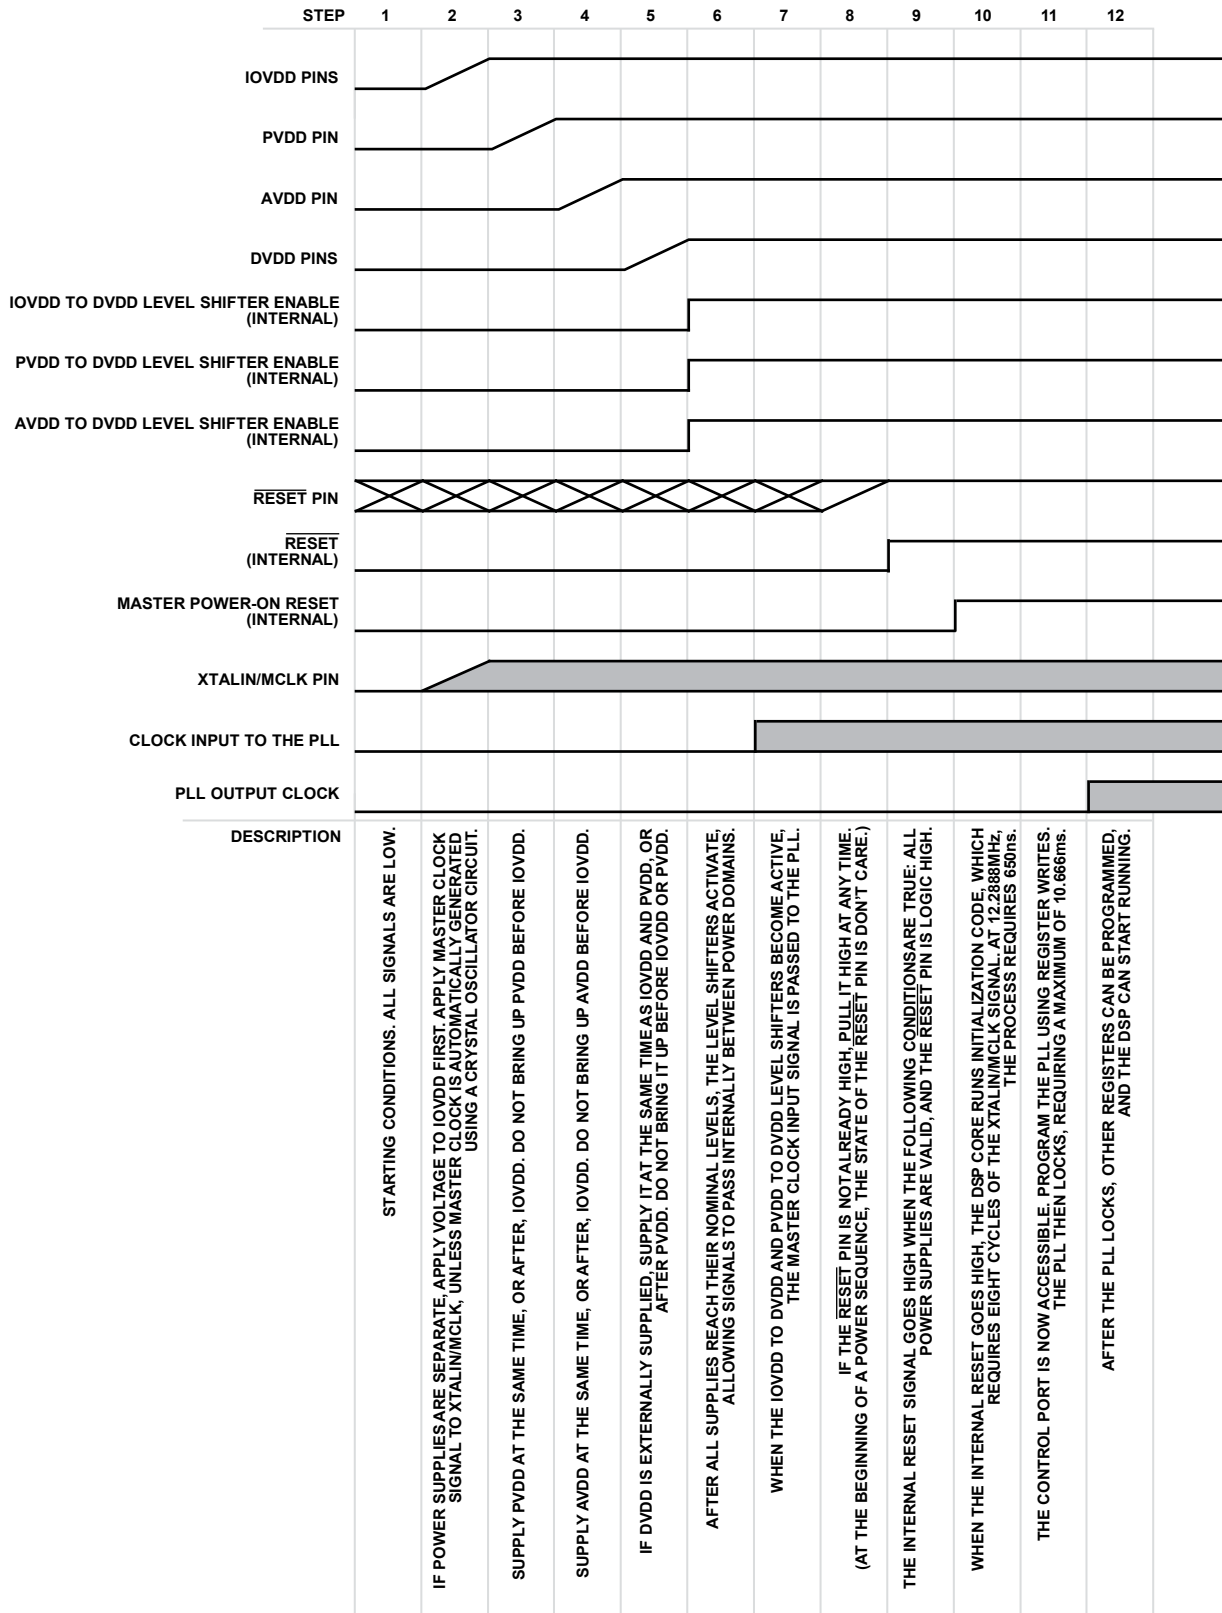 STEP 1 2 3 4 5 6 7 8 9 10 11 12
IOVDD PINS
PVDD PIN
AVDD PIN
DVDD PINS
IOVDD TO DVDD LEVEL SHIFTER ENABLE
(INTERNAL)
PVDD TO DVDD LEVEL SHIFTER ENABLE
(INTERNAL)
AVDD TO DVDD LEVEL SHIFTER ENABLE
(INTERNAL)
RESET PIN
RESET
(INTERNAL)
MASTER POWER-ON RESET
(INTERNAL)
XTALIN/MCLK PIN
CLOCK INPUT TO THE PLL
PLL OUTPUT CLOCK
DESCRIPTION
STARTING CONDITIONS. ALL SIGNALS ARE LOW.
IF POWER SUPPLIES ARE SEPARATE, APPLY VOLTAGE TO IOVDD FIRST. APPLY MASTER CLOCK
SIGNAL TO XTALIN/MCLK, UNLESS MASTER CLOCK IS AUTOMATICALLY GENERATED
USING A CRYSTAL OSCILLATOR CIRCUIT.
SUPPLY PVDD AT THE SAME TIME, OR AFTER, IOVDD. DO NOT BRING UP PVDD BEFORE IOVDD.
SUPPLY AVDD AT THE SAME TIME, OR AFTER, IOVDD. DO NOT BRING UP AVDD BEFORE IOVDD.
IF DVDD IS EXTERNALLY SUPPLIED, SUPPLY IT AT THE SAME TIME AS IOVDD AND PVDD, OR
AFTER PVDD. DO NOT BRING IT UP BEFORE IOVDD OR PVDD.
AFTER ALL SUPPLIES REACH THEIR NOMINAL LEVELS, THE LEVEL SHIFTERS ACTIVATE,
ALLOWING SIGNALS TO PASS INTERNALLY BETWEEN POWER DOMAINS.
WHEN THE IOVDD TO DVDD AND PVDD TO DVDD LEVEL SHIFTERS BECOME ACTIVE,
THE MASTER CLOCK INPUT SIGNAL IS PASSED TO THE PLL.
IF THE RESET PIN IS NOT ALREADY HIGH, PULL IT HIGH AT ANY TIME.
(AT THE BEGINNING OF A POWER SEQUENCE, THE STATE OF THE RESET PIN IS DON'T CARE.)
THE INTERNAL RESET SIGNAL GOES HIGH WHEN THE FOLLOWING CONDITIONSARE TRUE: ALL
POWER SUPPLIES ARE VALID, AND THE RESET PIN IS LOGIC HIGH.
WHEN THE INTERNAL RESET GOES HIGH, THE DSP CORE RUNS INITIALIZATION CODE, WHICH
REQUIRES EIGHT CYCLES OF THE XTALIN/MCLK SIGNAL. AT 12.2888MHz,
THE PROCESS REQUIRES 650ns.
THE CONTROL PORT IS NOW ACCESSIBLE. PROGRAM THE PLL USING REGISTER WRITES.
THE PLL THEN LOCKS, REQUIRING A MAXIMUM OF 10.666ms.
AFTER THE PLL LOCKS, OTHER REGISTERS CAN BE PROGRAMMED,
AND THE DSP CAN START RUNNING.